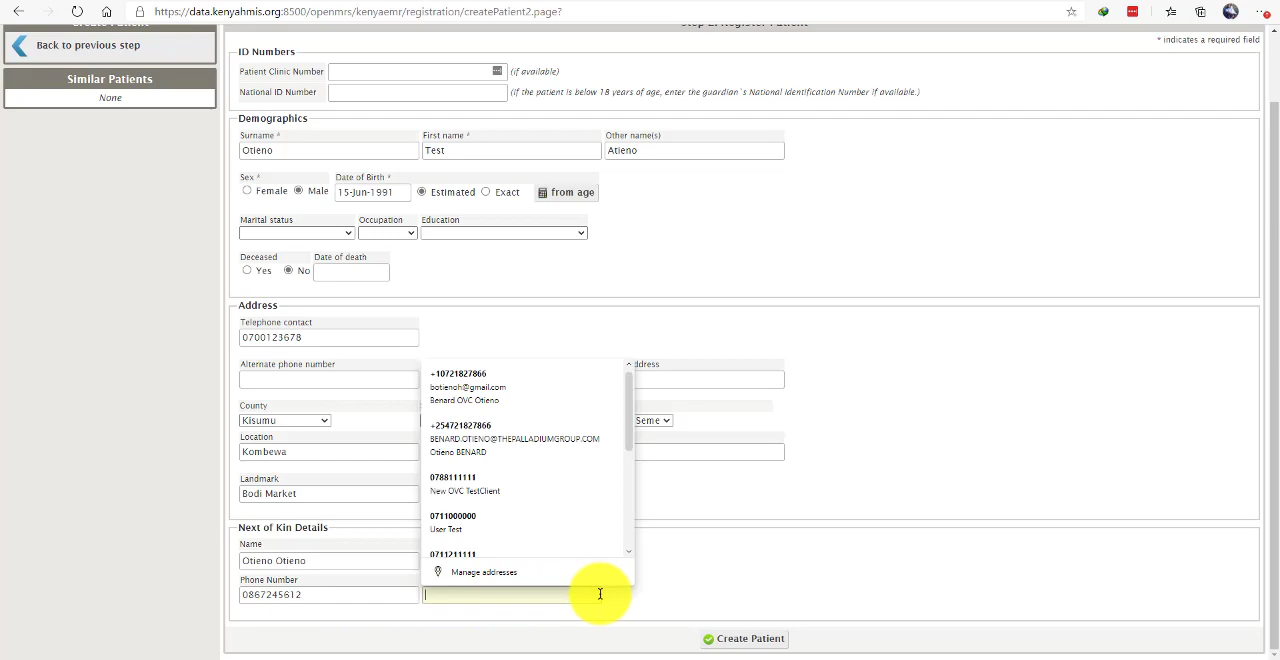 https://data.kenyahmis.org:8500/openmrs/kenyaemr/registration/createPatient2.page?
Back to previous step
Similar Patients
None
* indicates a required field
ID Numbers
Patient Clinic Number (if available)
National ID Number (if the patient is below 18 years of age, enter the guardian`s National Identification Number if available.)
Demographics
Surname * First name * Other name(s)
Otieno Test Atieno
Sex * Date of Birth *
Female Male 15-Jun-1991 Estimated Exact from age
Marital status Occupation Education
Deceased Date of death
Yes No
Address
Telephone contact
0700123678
Alternate phone number ddress
County
Kisumu Seme
Location
Kombewa
Landmark
Bodi Market
+10721827866
botienoh@gmail.com
Benard OVC Otieno
+254721827866
BENARD.OTIENO@THEPALLADIUMGROUP.COM
Otieno BENARD
0788111111
New OVC TestClient
0711000000
User Test
0711211111
Manage addresses
Next of Kin Details
Name
Otieno Otieno
Phone Number
0867245612
Create Patient